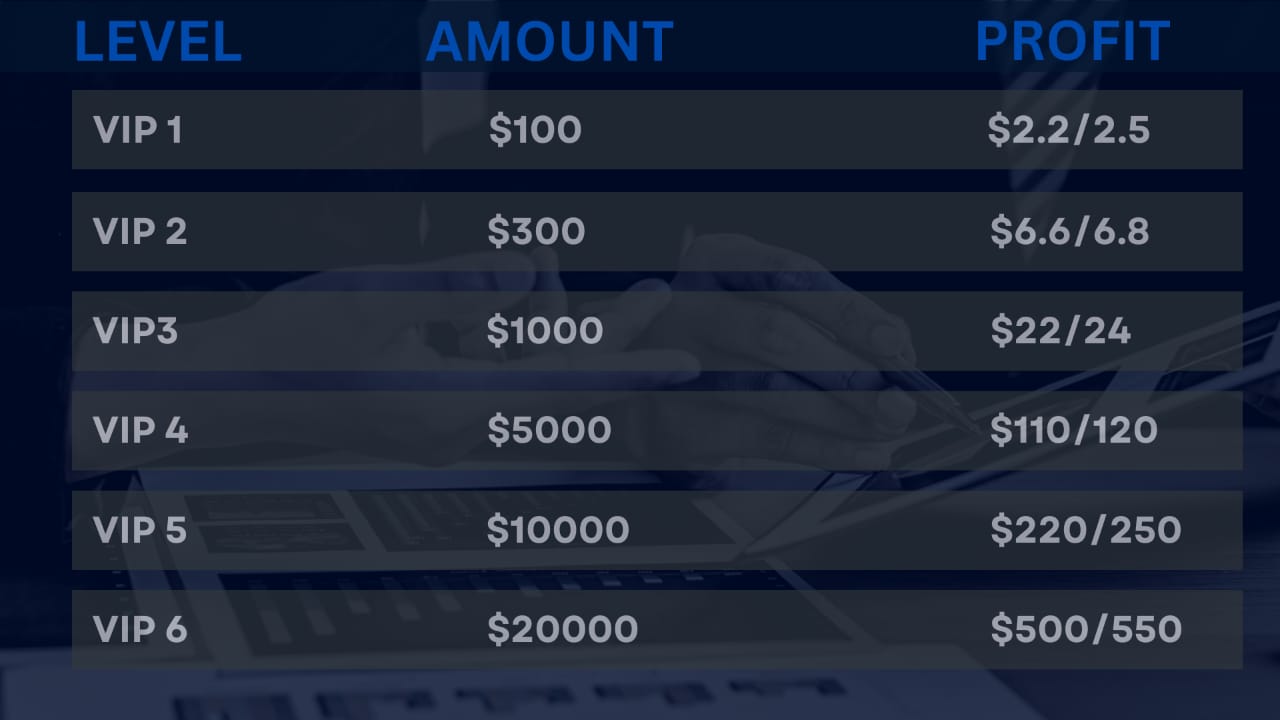 LEVEL AMOUNT PROFIT
VIP 1 $100 $2.2/2.5
VIP 2 $300 $6.6/6.8
VIP3 $1000 $22/24
VIP 4 $5000 $110/120
VIP 5 $10000 $220/250
VIP 6 $20000 $500/550